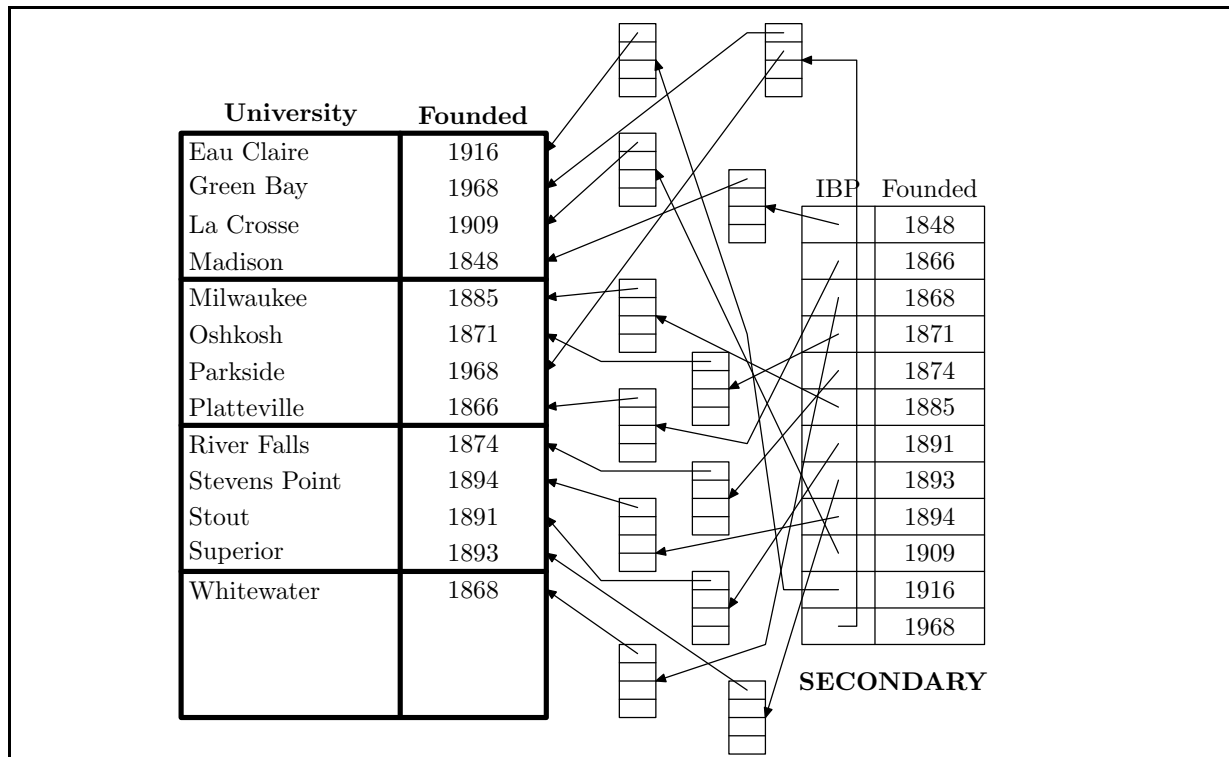 University Founded
Eau Claire 1916
Green Bay 1968
La Crosse 1909
Madison 1848
Milwaukee 1885
Oshkosh 1871
Parkside 1968
Platteville 1866
River Falls 1874
Stevens Point 1894
Stout 1891
Superior 1893
Whitewater 1868
IBP Founded
1848
1866
1868
1871
1874
1885
1891
1893
1894
1909
1916
1968
SECONDARY